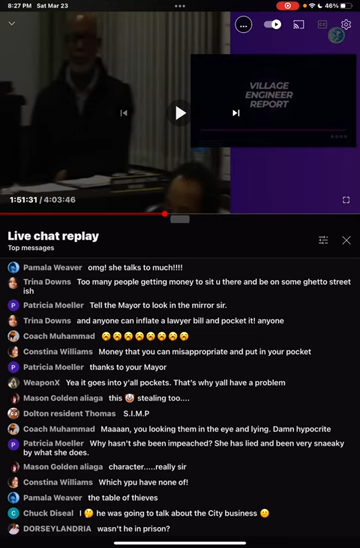 8:27 PM Sat Mar 23
46%
VILLAGE
ENGINEER
REPORT
1:51:31 / 4:03:46
Live chat replay
Top messages
Pamala Weaver omg! she talks to much!!!!
Trina Downs Too many people getting money to sit u there and be on some ghetto street
ish
Patricia Moeller Tell the Mayor to look in the mirror sir.
Trina Downs and anyone can inflate a lawyer bill and pocket it! anyone
Coach Muhammad 😲😲😲😲😲😲😲😲
Constina Williams Money that you can misappropriate and put in your pocket
Patricia Moeller thanks to your Mayor
WeaponX Yea it goes into y'all pockets. That's why yall have a problem
Mason Golden aliaga this 🤡 stealing too....
Dolton resident Thomas S.I.M.P
Coach Muhammad Maaaan, you looking them in the eye and lying. Damn hypocrite
Patricia Moeller Why hasn't she been impeached? She has lied and been very snaeaky
by what she does.
Mason Golden aliaga character.....really sir
Constina Williams Which ypu have none of!
Pamala Weaver the table of thieves
C Chuck Diseal I 🤔 he was going to talk about the City business 😑
D DORSEYLANDRIA wasn't he in prison?